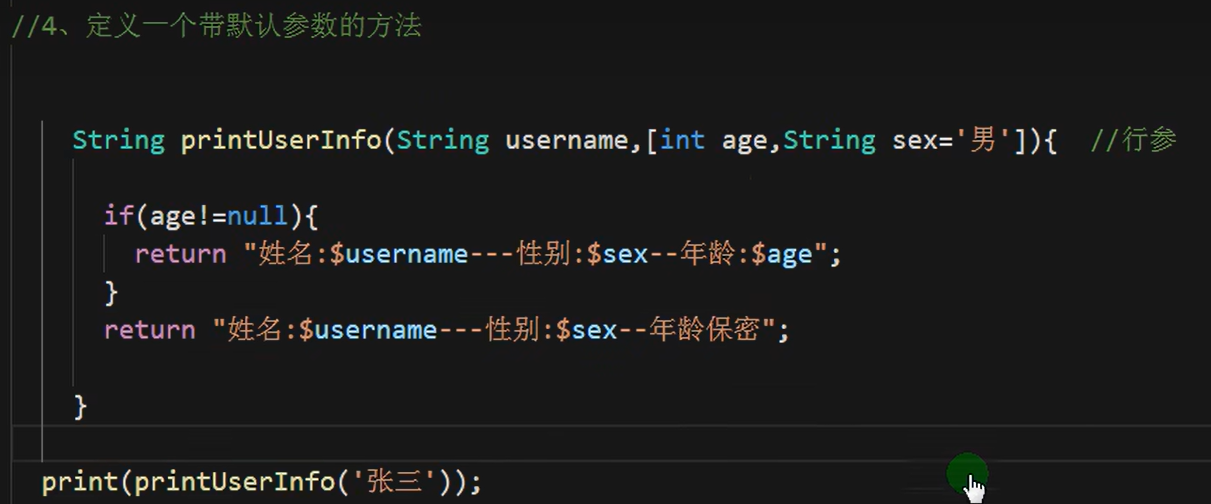 //4、定义一个带默认参数的方法
String printUserInfo(String username,[int age,String sex='男']){  //行参
if(age!=null){
return "姓名:$username---性别:$sex--年龄:$age";
}
return "姓名:$username---性别:$sex--年龄保密";
}
print(printUserInfo('张三'));